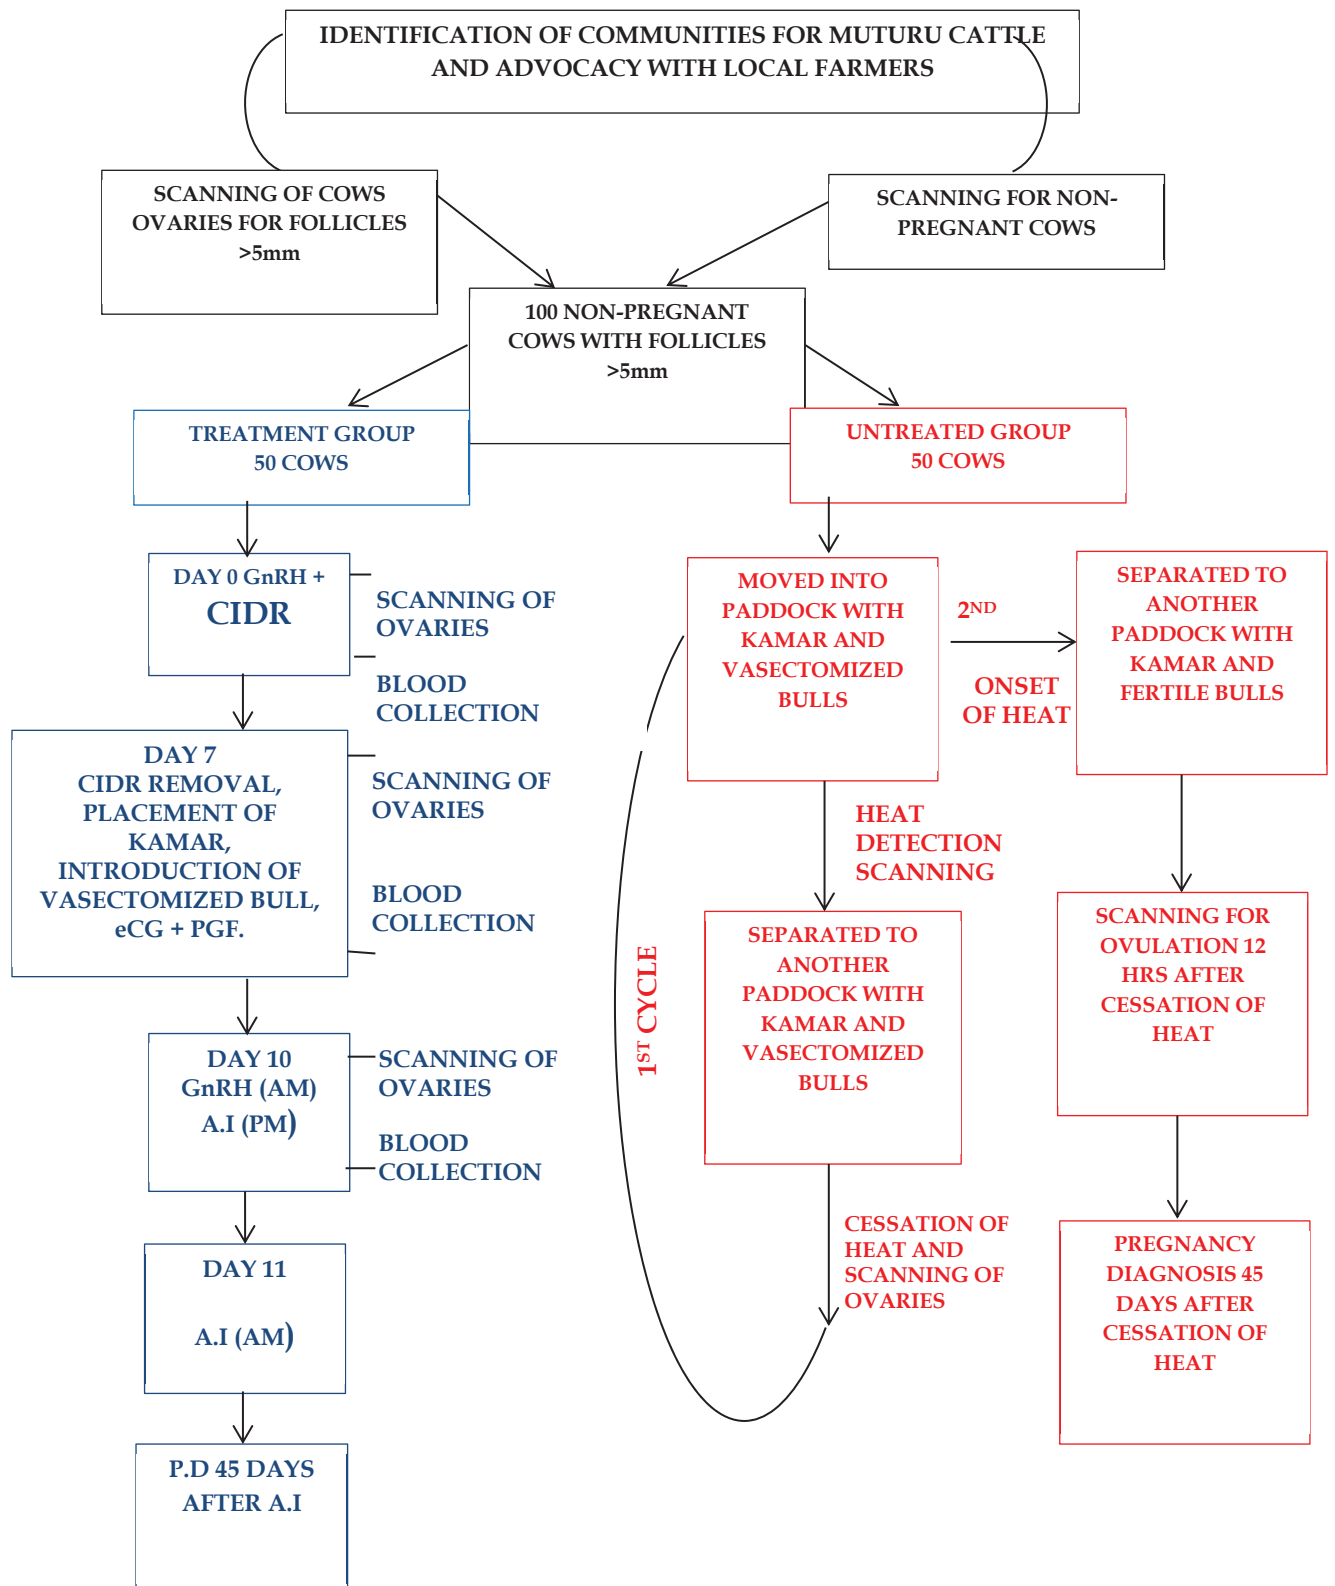 IDENTIFICATION OF COMMUNITIES FOR MUTURU CATTLE
AND ADVOCACY WITH LOCAL FARMERS
SCANNING OF COWS
OVARIES FOR FOLLICLES
>5mm
SCANNING FOR NON-
PREGNANT COWS
100 NON-PREGNANT
COWS WITH FOLLICLES
>5mm
TREATMENT GROUP
50 COWS
UNTREATED GROUP
50 COWS
DAY 0 GnRH +
CIDR
SCANNING OF
OVARIES
BLOOD
COLLECTION
DAY 7
CIDR REMOVAL,
PLACEMENT OF
KAMAR,
INTRODUCTION OF
VASECTOMIZED BULL,
eCG + PGF.
SCANNING OF
OVARIES
BLOOD
COLLECTION
DAY 10
GnRH (AM)
A.I (PM)
SCANNING OF
OVARIES
BLOOD
COLLECTION
DAY 11
A.I (AM)
P.D 45 DAYS
AFTER A.I
MOVED INTO
PADDOCK WITH
KAMAR AND
VASECTOMIZED
BULLS
2ND
ONSET
OF HEAT
HEAT
DETECTION
SCANNING
1ST CYCLE
SEPARATED TO
ANOTHER
PADDOCK WITH
KAMAR AND
VASECTOMIZED
BULLS
CESSATION OF
HEAT AND
SCANNING OF
OVARIES
SEPARATED TO
ANOTHER
PADDOCK WITH
KAMAR AND
FERTILE BULLS
SCANNING FOR
OVULATION 12
HRS AFTER
CESSATION OF
HEAT
PREGNANCY
DIAGNOSIS 45
DAYS AFTER
CESSATION OF
HEAT